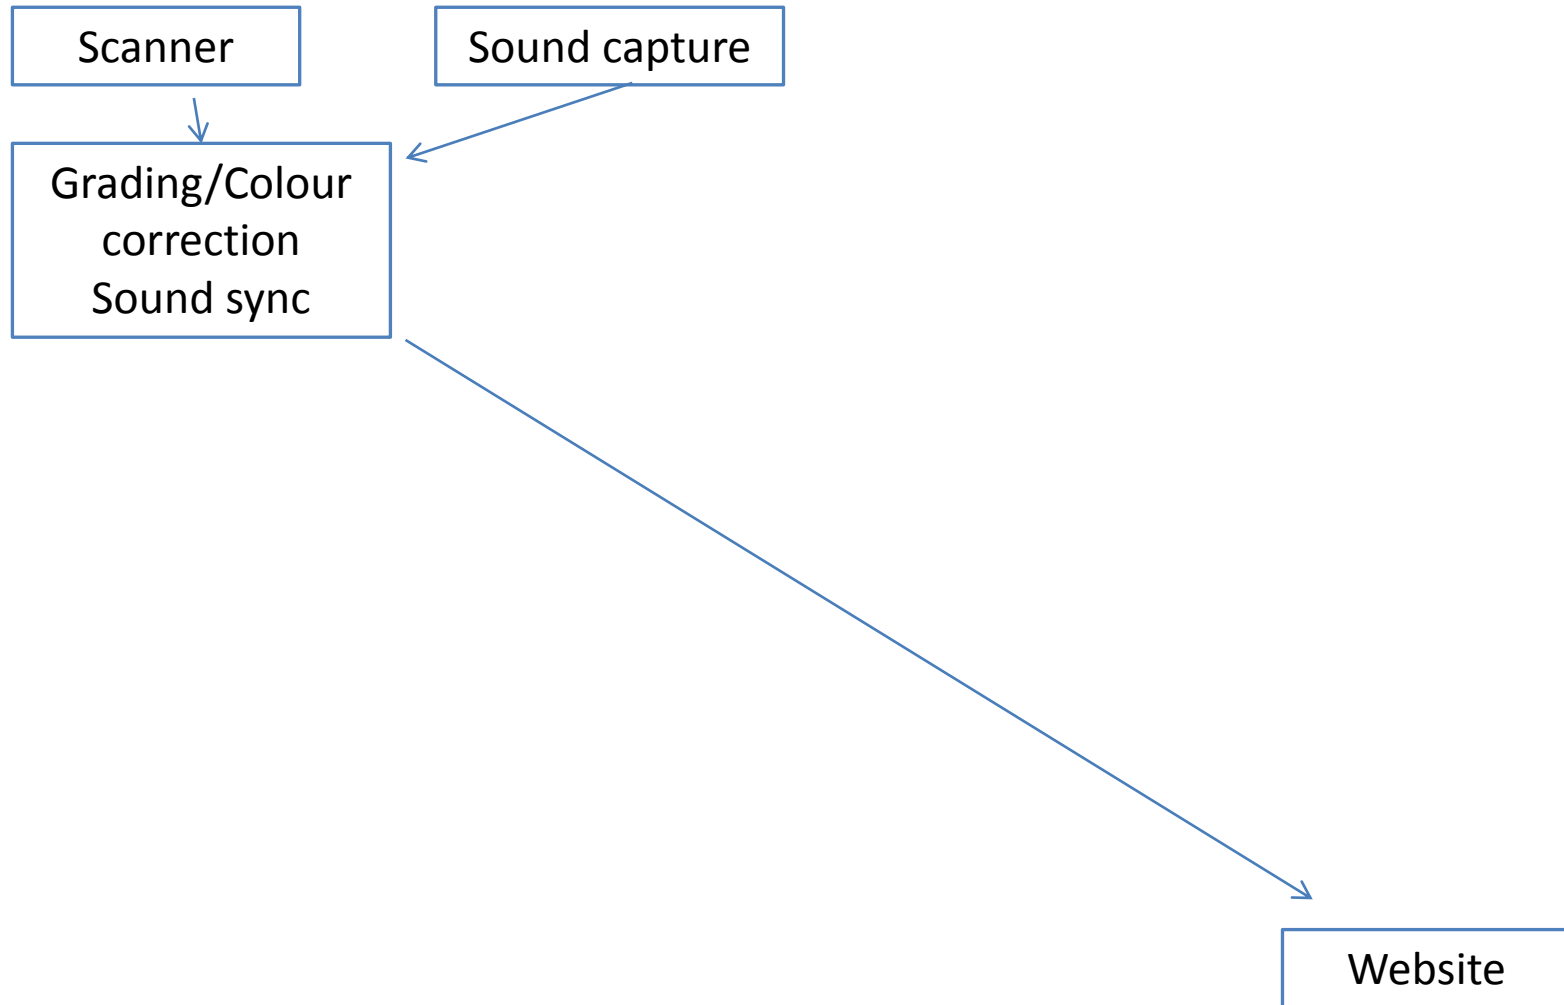 Scanner
Sound capture
Grading/Colour
correction
Sound sync
Website